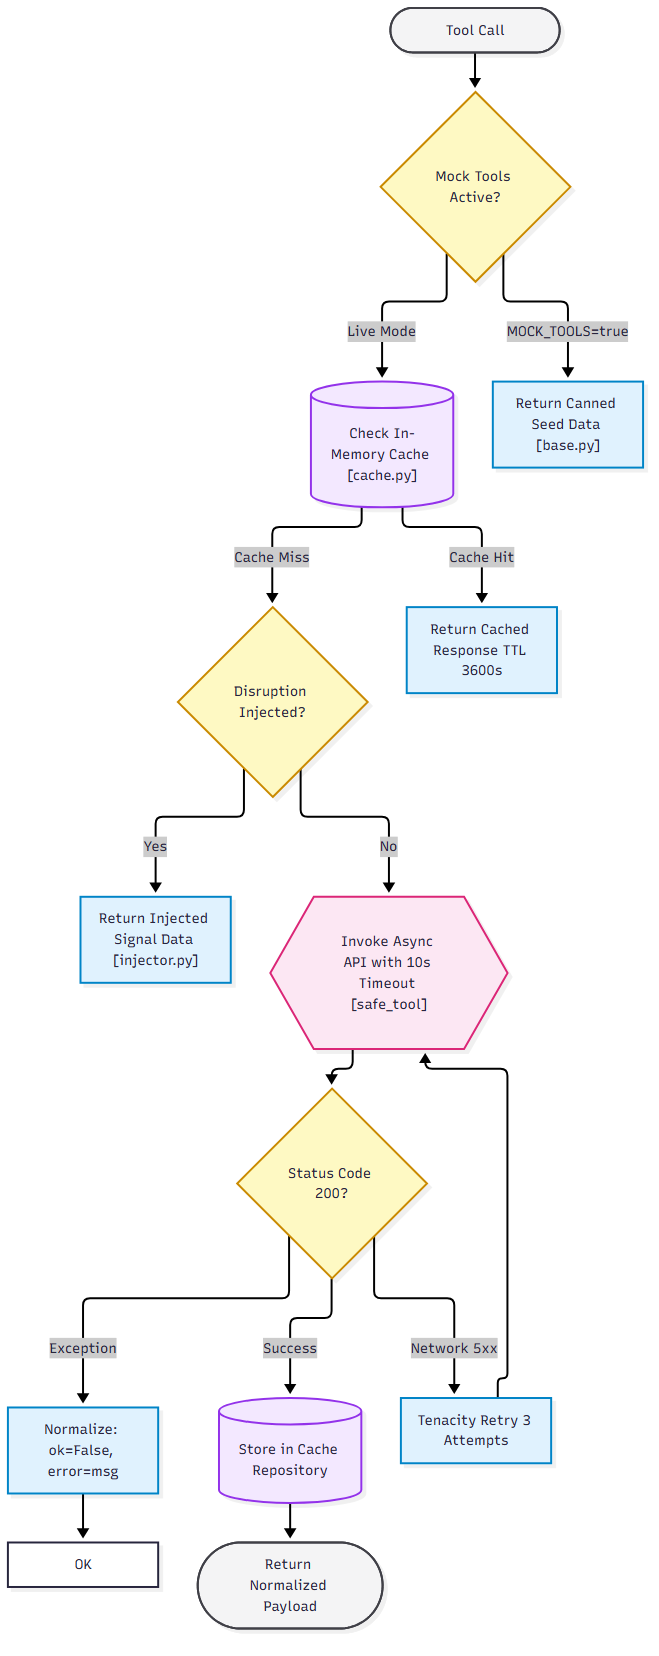 Tool Call
Mock Tools
Active?
Live Mode
MOCK_TOOLS=true
Check In-
Memory Cache
[cache.py]
Return Canned
Seed Data
[base.py]
Cache Miss
Cache Hit
Disruption
Injected?
Return Cached
Response TTL
3600s
Yes
No
Return Injected
Signal Data
[injector.py]
Invoke Async
API with 10s
Timeout
[safe_tool]
Status Code
200?
Exception
Success
Network 5xx
Normalize:
ok=False,
error=msg
Store in Cache
Repository
Tenacity Retry 3
Attempts
OK
Return
Normalized
Payload